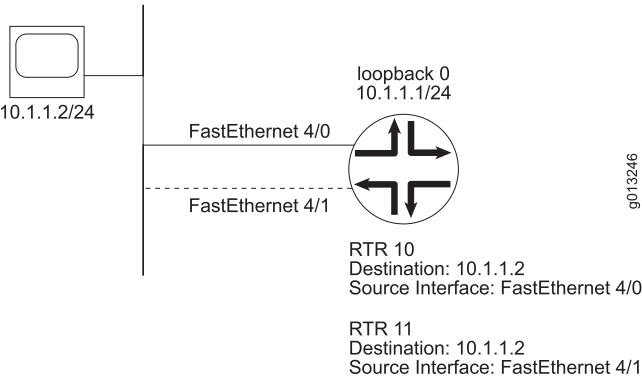 loopback 0
10.1.1.1/24
10.1.1.2/24
FastEthernet 4/0
FastEthernet 4/1
g013246
RTR 10
Destination: 10.1.1.2
Source Interface: FastEthernet 4/0
RTR 11
Destination: 10.1.1.2
Source Interface: FastEthernet 4/1